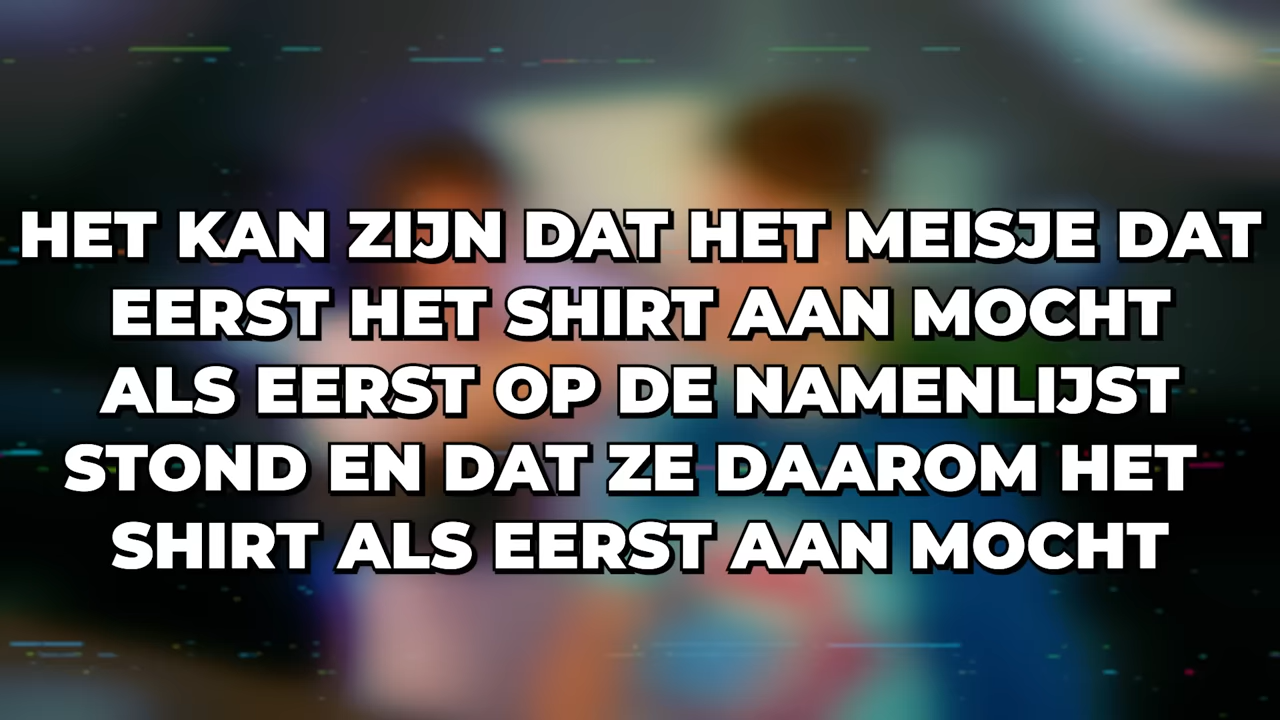 HET KAN ZIJN DAT HET MEISJE DAT
EERST HET SHIRT AAN MOCHT
ALS EERST OP DE NAMENLIJST
STOND EN DAT ZE DAAROM HET
SHIRT ALS EERST AAN MOCHT